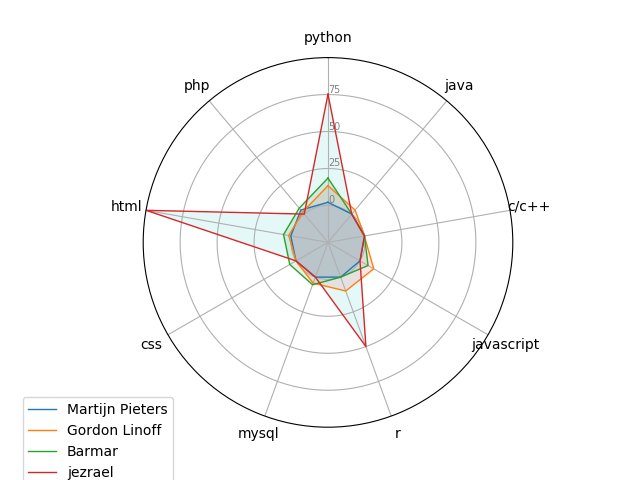 python
php
java
75
50
25
0
html
c/c++
css
javascript
mysql
r
Martijn Pieters
Gordon Linoff
Barmar
jezrael